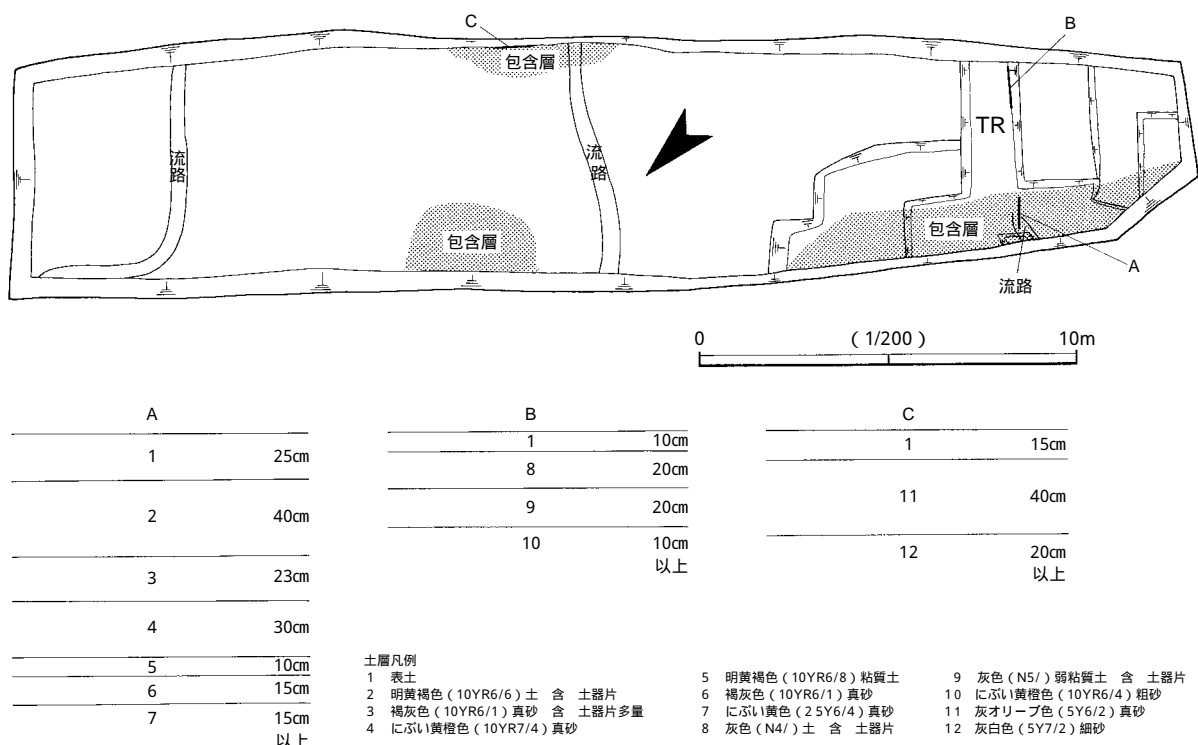 C
B
包含層
TR
流路
流路
包含層
包含層
A
流路
0 (1/200) 10m
A
1 25㎝
2 40㎝
3 23㎝
4 30㎝
5 10㎝
6 15㎝
7 15㎝
以上
B
1 10㎝
8 20㎝
9 20㎝
10 10㎝
以上
C
1 15㎝
11 40㎝
12 20㎝
以上
土層凡例
1 表土
2 明黄褐色(10YR6/6)土 含 土器片
3 褐灰色(10YR6/1)真砂 含 土器片多量
4 にぶい黄橙色(10YR7/4)真砂
5 明黄褐色(10YR6/8)粘質土
6 褐灰色(10YR6/1)真砂
7 にぶい黄色(2 5Y6/4)真砂
8 灰色(N4/)土 含 土器片
9 灰色(N5/)弱粘質土 含 土器片
10 にぶい黄橙色(10YR6/4)粗砂
11 灰オリーブ色(5Y6/2)真砂
12 灰白色(5Y7/2)細砂